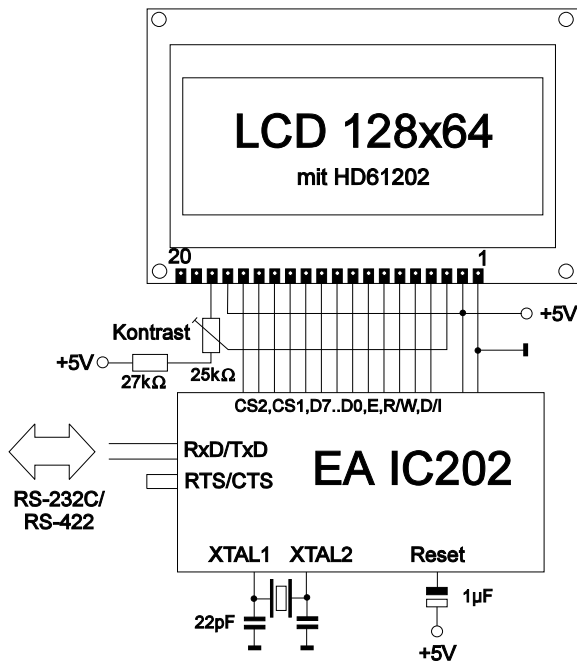 LCD 128x64
mit HD61202
20 1
Kontrast
+5V
+5V
27kΩ 25kΩ
CS2,CS1,D7..D0,E,R/W,D/I
RxD/TxD
EA IC202
RTS/CTS
RS-232C/
RS-422
XTAL1 XTAL2 Reset
22pF
1µF
+5V